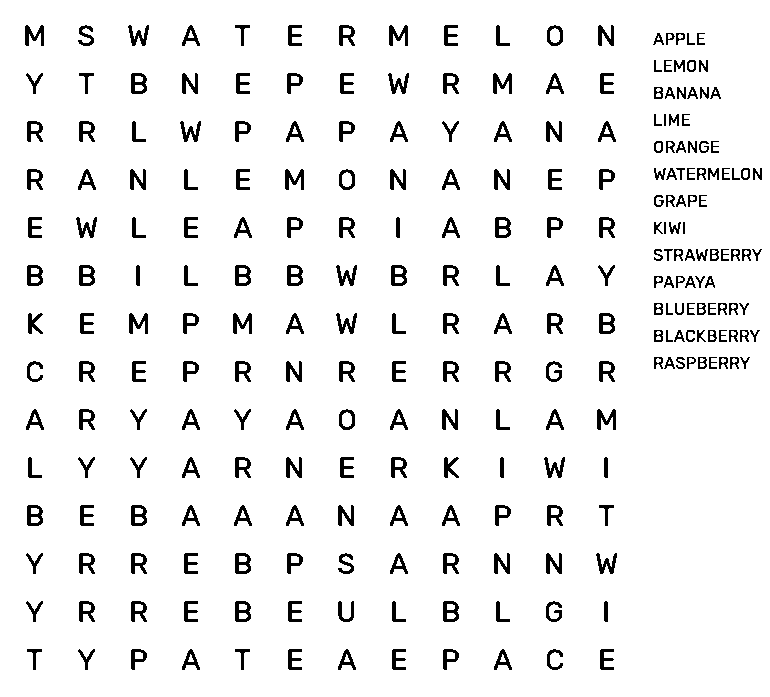 M S W A T E R M E L O N
Y T B N E P E W R M A E
R R L W P A P A Y A N A
R A N L E M O N A N E P
E W L E A P R I A B P R
B B I L B B W B R L A Y
K E M P M A W L R A R B
C R E P R N R E R R G R
A R Y A Y A O A N L A M
L Y Y A R N E R K I W I
B E B A A A N A A P R T
Y R R E B P S A R N N W
Y R R E B E U L B L G I
T Y P A T E A E P A C E
APPLE
LEMON
BANANA
LIME
ORANGE
WATERMELON
GRAPE
KIWI
STRAWBERRY
PAPAYA
BLUEBERRY
BLACKBERRY
RASPBERRY